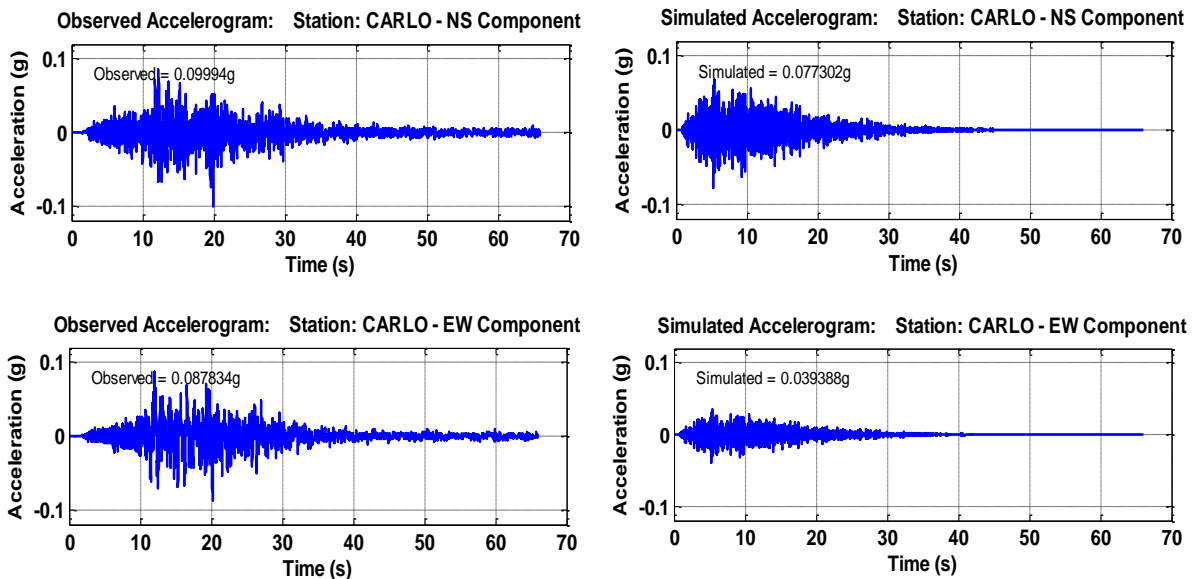 Observed Accelerogram: Station: CARLO - NS Component
Acceleration (g)
0.1
0
-0.1
Observed = 0.09994g
0 10 20 30 40 50 60 70
Time (s)
Simulated Accelerogram: Station: CARLO - NS Component
Acceleration (g)
0.1
0
-0.1
Simulated = 0.077302g
0 10 20 30 40 50 60 70
Time (s)
Observed Accelerogram: Station: CARLO - EW Component
Acceleration (g)
0.1
0
-0.1
Observed = 0.087834g
0 10 20 30 40 50 60 70
Time (s)
Simulated Accelerogram: Station: CARLO - EW Component
Acceleration (g)
0.1
0
-0.1
Simulated = 0.039388g
0 10 20 30 40 50 60 70
Time (s)